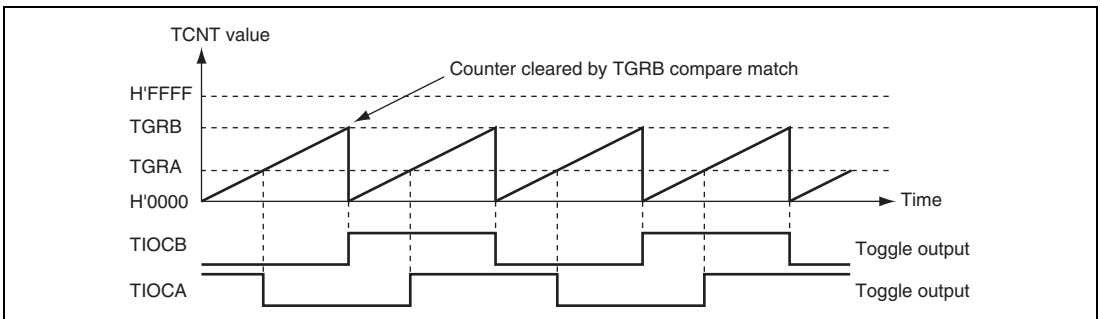 TCNT value
Counter cleared by TGRB compare match
H'FFFF
TGRB
TGRA
H'0000
Time
TIOCB
Toggle output
TIOCA
Toggle output